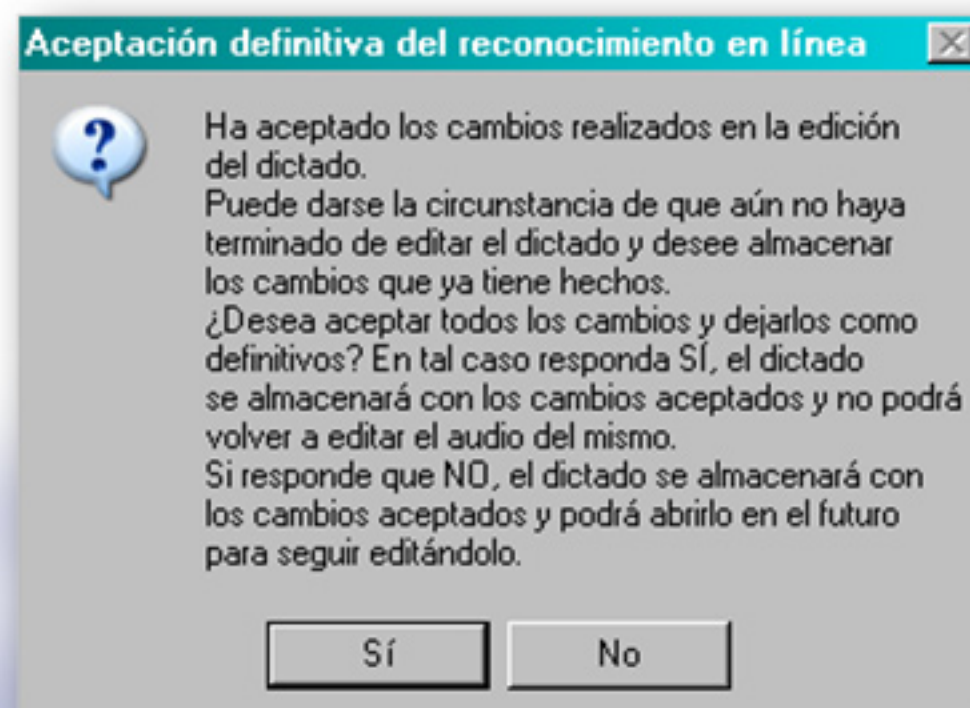 Aceptación definitiva del reconocimiento en línea
Ha aceptado los cambios realizados en la edición
del dictado.
Puede darse la circunstancia de que aún no haya
terminado de editar el dictado y desee almacenar
los cambios que ya tiene hechos.
¿Desea aceptar todos los cambios y dejarlos como
definitivos? En tal caso responda SÍ, el dictado
se almacenará con los cambios aceptados y no podrá
volver a editar el audio del mismo.
Si responde que NO, el dictado se almacenará con
los cambios aceptados y podrá abrirlo en el futuro
para seguir editándolo.
Sí No